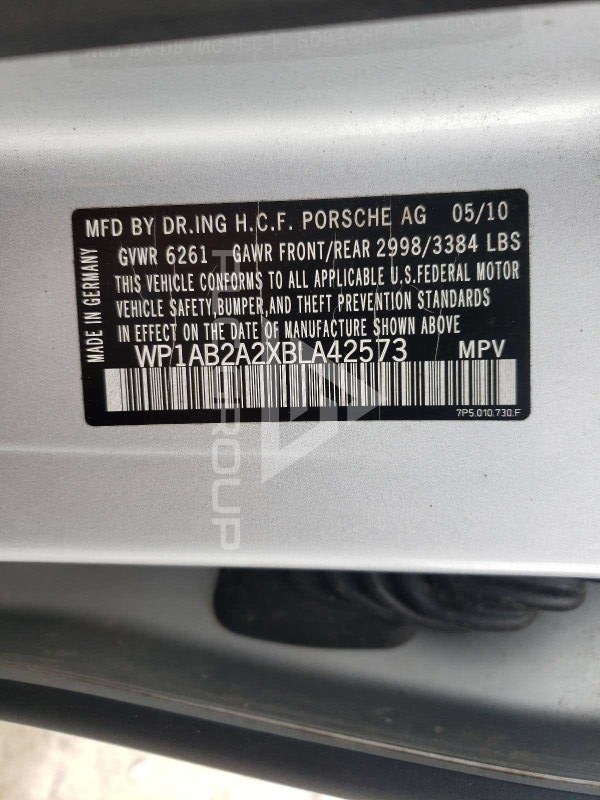 MFD BY DR.ING H.C.F. PORSCHE AG 05/10
GVWR 6261 GAWR FRONT/REAR 2998/3384 LBS
THIS VEHICLE CONFORMS TO ALL APPLICABLE U.S.FEDERAL MOTOR
VEHICLE SAFETY,BUMPER,AND THEFT PREVENTION STANDARDS
IN EFFECT ON THE DATE OF MANUFACTURE SHOWN ABOVE
WP1AB2A2XBLA42573 MPV
7P5.010.730.F
MADE IN GERMANY
GROUP